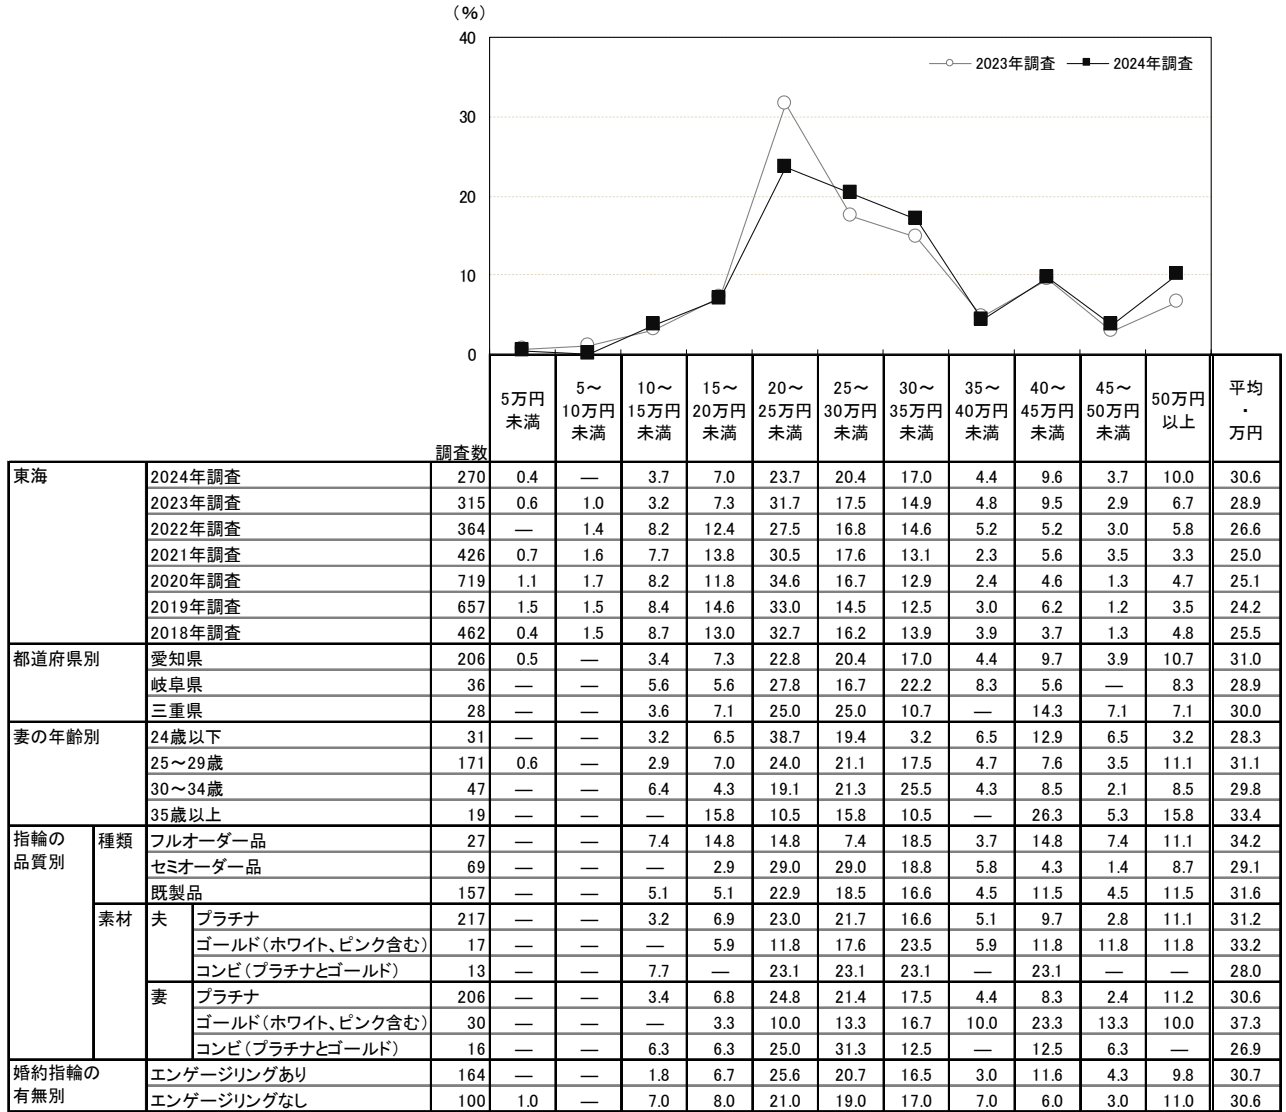 (%)
40
30
20
10
0
2023年調査 2024年調査
調査数 5万円未満 5～10万円未満 10～15万円未満 15～20万円未満 20～25万円未満 25～30万円未満 30～35万円未満 35～40万円未満 40～45万円未満 45～50万円未満 50万円以上 平均・万円
東海 2024年調査 270 0.4 — 3.7 7.0 23.7 20.4 17.0 4.4 9.6 3.7 10.0 30.6
2023年調査 315 0.6 1.0 3.2 7.3 31.7 17.5 14.9 4.8 9.5 2.9 6.7 28.9
2022年調査 364 — 1.4 8.2 12.4 27.5 16.8 14.6 5.2 5.2 3.0 5.8 26.6
2021年調査 426 0.7 1.6 7.7 13.8 30.5 17.6 13.1 2.3 5.6 3.5 3.3 25.0
2020年調査 719 1.1 1.7 8.2 11.8 34.6 16.7 12.9 2.4 4.6 1.3 4.7 25.1
2019年調査 657 1.5 1.5 8.4 14.6 33.0 14.5 12.5 3.0 6.2 1.2 3.5 24.2
2018年調査 462 0.4 1.5 8.7 13.0 32.7 16.2 13.9 3.9 3.7 1.3 4.8 25.5
都道府県別 愛知県 206 0.5 — 3.4 7.3 22.8 20.4 17.0 4.4 9.7 3.9 10.7 31.0
岐阜県 36 — — 5.6 5.6 27.8 16.7 22.2 8.3 5.6 — 8.3 28.9
三重県 28 — — 3.6 7.1 25.0 25.0 10.7 — 14.3 7.1 7.1 30.0
妻の年齢別 24歳以下 31 — — 3.2 6.5 38.7 19.4 3.2 6.5 12.9 6.5 3.2 28.3
25～29歳 171 0.6 — 2.9 7.0 24.0 21.1 17.5 4.7 7.6 3.5 11.1 31.1
30～34歳 47 — — 6.4 4.3 19.1 21.3 25.5 4.3 8.5 2.1 8.5 29.8
35歳以上 19 — — — 15.8 10.5 15.8 10.5 — 26.3 5.3 15.8 33.4
指輪の品質別 種類 フルオーダー品 27 — — 7.4 14.8 14.8 7.4 18.5 3.7 14.8 7.4 11.1 34.2
セミオーダー品 69 — — — 2.9 29.0 29.0 18.8 5.8 4.3 1.4 8.7 29.1
既製品 157 — — 5.1 5.1 22.9 18.5 16.6 4.5 11.5 4.5 11.5 31.6
素材 夫 プラチナ 217 — — 3.2 6.9 23.0 21.7 16.6 5.1 9.7 2.8 11.1 31.2
ゴールド（ホワイト、ピンク含む） 17 — — — 5.9 11.8 17.6 23.5 5.9 11.8 11.8 11.8 33.2
コンビ（プラチナとゴールド） 13 — — 7.7 — 23.1 23.1 23.1 — 23.1 — — 28.0
妻 プラチナ 206 — — 3.4 6.8 24.8 21.4 17.5 4.4 8.3 2.4 11.2 30.6
ゴールド（ホワイト、ピンク含む） 30 — — — 3.3 10.0 13.3 16.7 10.0 23.3 13.3 10.0 37.3
コンビ（プラチナとゴールド） 16 — — 6.3 6.3 25.0 31.3 12.5 — 12.5 6.3 — 26.9
婚約指輪の有無別 エンゲージリングあり 164 — — 1.8 6.7 25.6 20.7 16.5 3.0 11.6 4.3 9.8 30.7
エンゲージリングなし 100 1.0 — 7.0 8.0 21.0 19.0 17.0 7.0 6.0 3.0 11.0 30.6